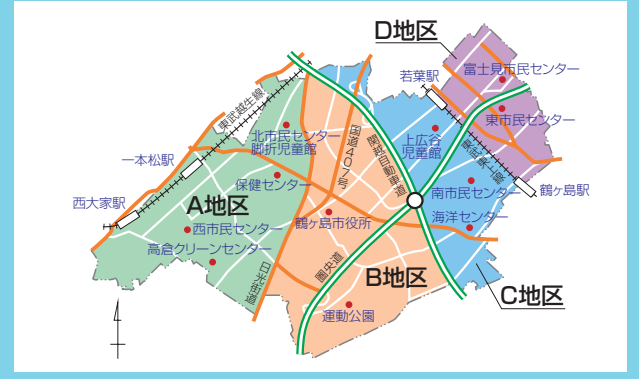 D地区
富士見市民センター
若葉駅
東市民センター
東武越生線
国道407号
関越自動車道
上広谷
児童館
東武東上線
北市民センター
脚折児童館
一本松駅
保健センター
南市民センター
鶴ヶ島駅
西大家駅
A地区
鶴ヶ島市役所
海洋センター
西市民センター
高倉クリーンセンター
日光街道
圏央道
B地区
C地区
運動公園